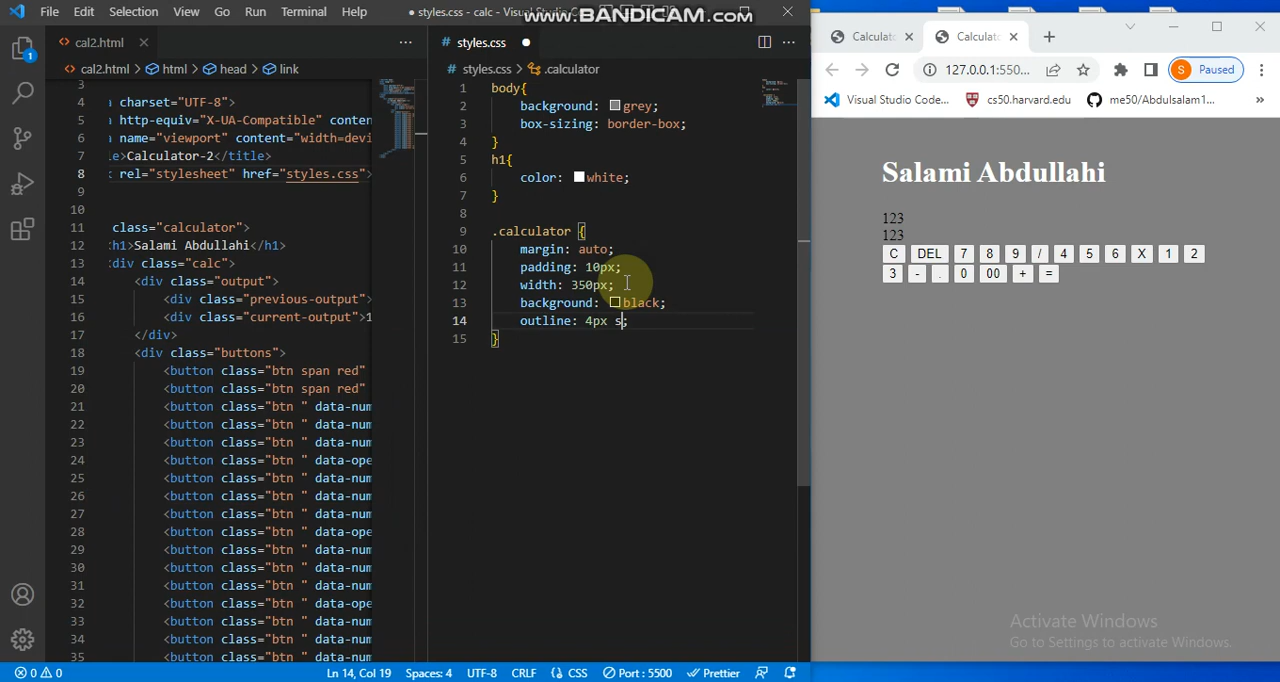 File Edit Selection View Go Run Terminal Help ● styles.css - calc - Visual Studio
www.BANDICAM.com
cal2.html
cal2.html > html > head > link
3
4 charset="UTF-8">
5 http-equiv="X-UA-Compatible" conten
6 name="viewport" content="width=devi
7 le>Calculator-2</title>
8 rel="stylesheet" href="styles.css">
9
10
11 class="calculator">
12 h1>Salami Abdullahi</h1>
13 div class="calc">
14 <div class="output">
15 <div class="previous-output">
16 <div class="current-output">1
17 </div>
18 <div class="buttons">
19 <button class="btn span red"
20 <button class="btn span red"
21 <button class="btn " data-num
22 <button class="btn " data-num
23 <button class="btn " data-num
24 <button class="btn " data-ope
25 <button class="btn " data-num
26 <button class="btn " data-num
27 <button class="btn " data-num
28 <button class="btn " data-ope
29 <button class="btn " data-num
30 <button class="btn " data-num
31 <button class="btn " data-num
32 <button class="btn " data-ope
33 <button class="btn " data-num
34 <button class="btn " data-num
35 <button class="btn " data-num
styles.css
styles.css > .calculator
1 body{
2 background: grey;
3 box-sizing: border-box;
4 }
5 h1{
6 color: white;
7 }
8
9 .calculator {
10 margin: auto;
11 padding: 10px;
12 width: 350px;
13 background: black;
14 outline: 4px s;
15 }
1
0 0
Ln 14, Col 19 Spaces: 4 UTF-8 CRLF {} CSS Port : 5500 Prettier
Calculat Calculat
127.0.0.1:550... S Paused
Visual Studio Code... cs50.harvard.edu me50/Abdulsalam1... »
Salami Abdullahi
123
123
C DEL 7 8 9 / 4 5 6 X 1 2
3 - . 0 00 + =
Activate Windows
Go to Settings to activate Windows.